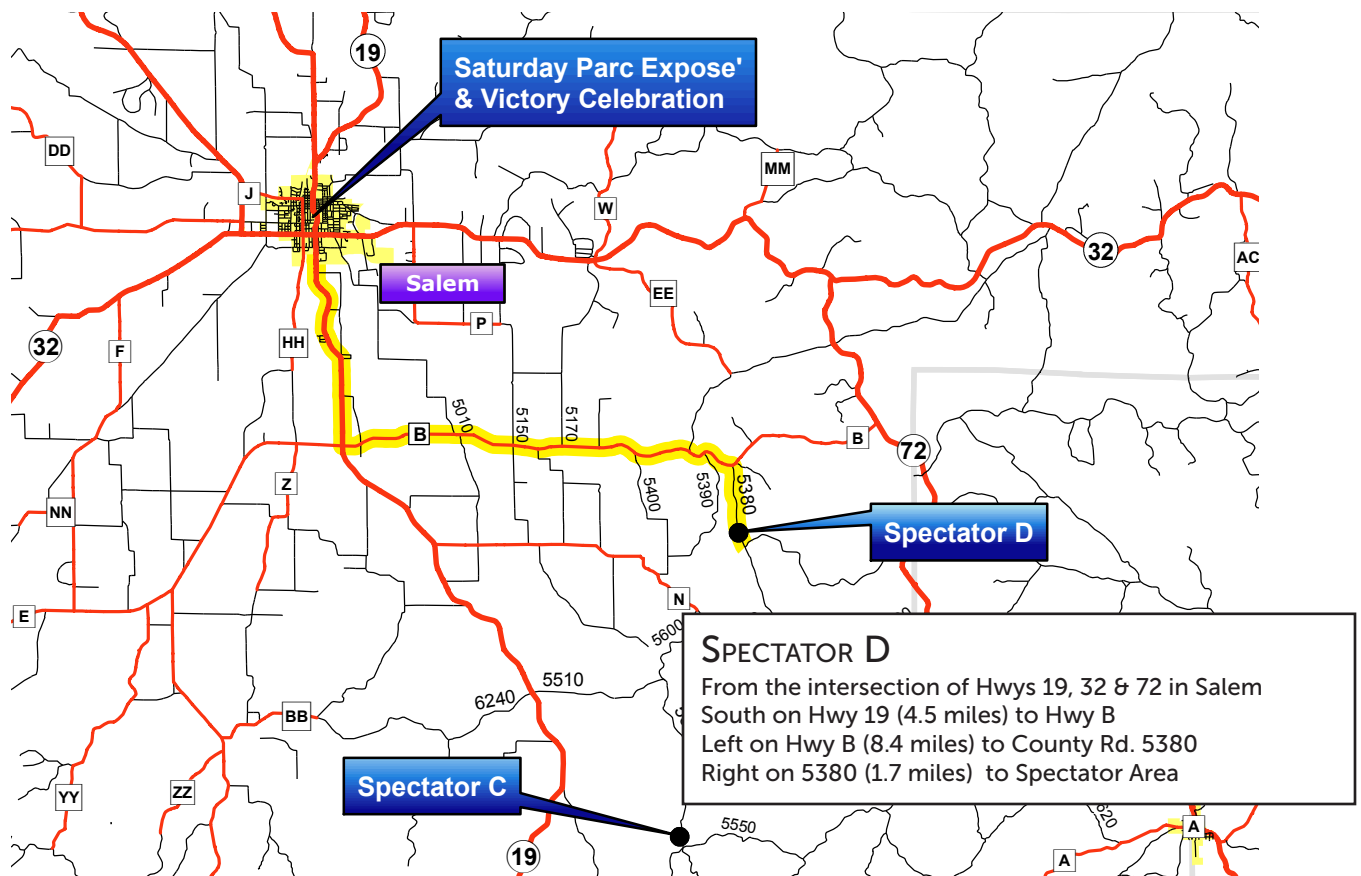 19
Saturday Parc Expose'
& Victory Celebration
DD
MM
J
W
32
AC
Salem
EE
P
HH
32
F
5010
5150
5170
B
B
72
Z
5400
5390
5380
NN
Spectator D
N
E
5600
SPECTATOR D
From the intersection of Hwys 19, 32 & 72 in Salem
South on Hwy 19 (4.5 miles) to Hwy B
Left on Hwy B (8.4 miles) to County Rd. 5380
Right on 5380 (1.7 miles) to Spectator Area
5510
6240
BB
Spectator C
YY
ZZ
5550
A
A
19